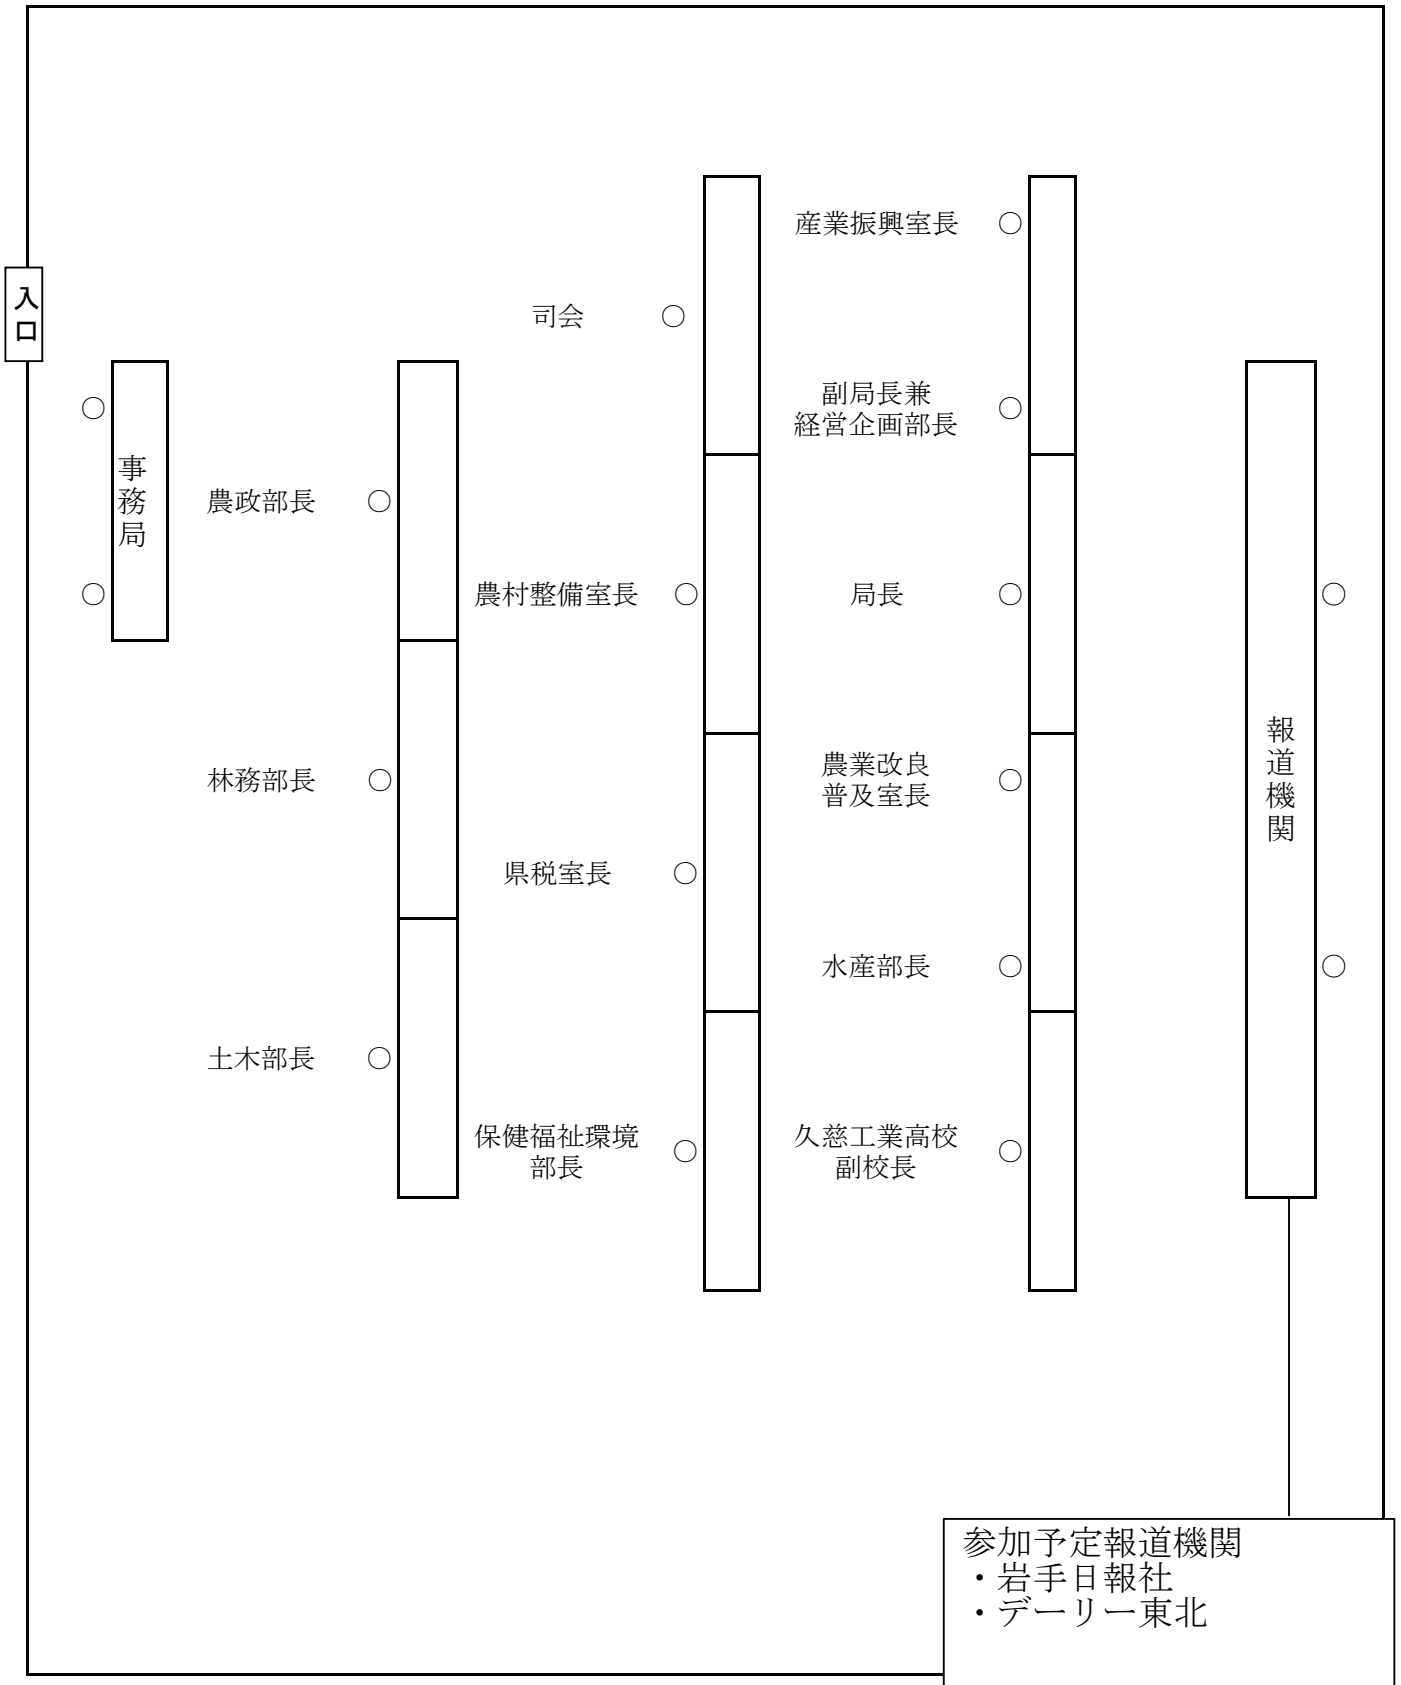 産業振興室長 ○
入口
司会 ○
副局長兼
経営企画部長 ○
○
事務局
農政部長 ○
○
農村整備室長 ○
局長 ○
○
報道機関
林務部長 ○
農業改良
普及室長 ○
県税室長 ○
水産部長 ○
○
土木部長 ○
保健福祉環境
部長 ○
久慈工業高校
副校長 ○
参加予定報道機関
・岩手日報社
・デーリー東北